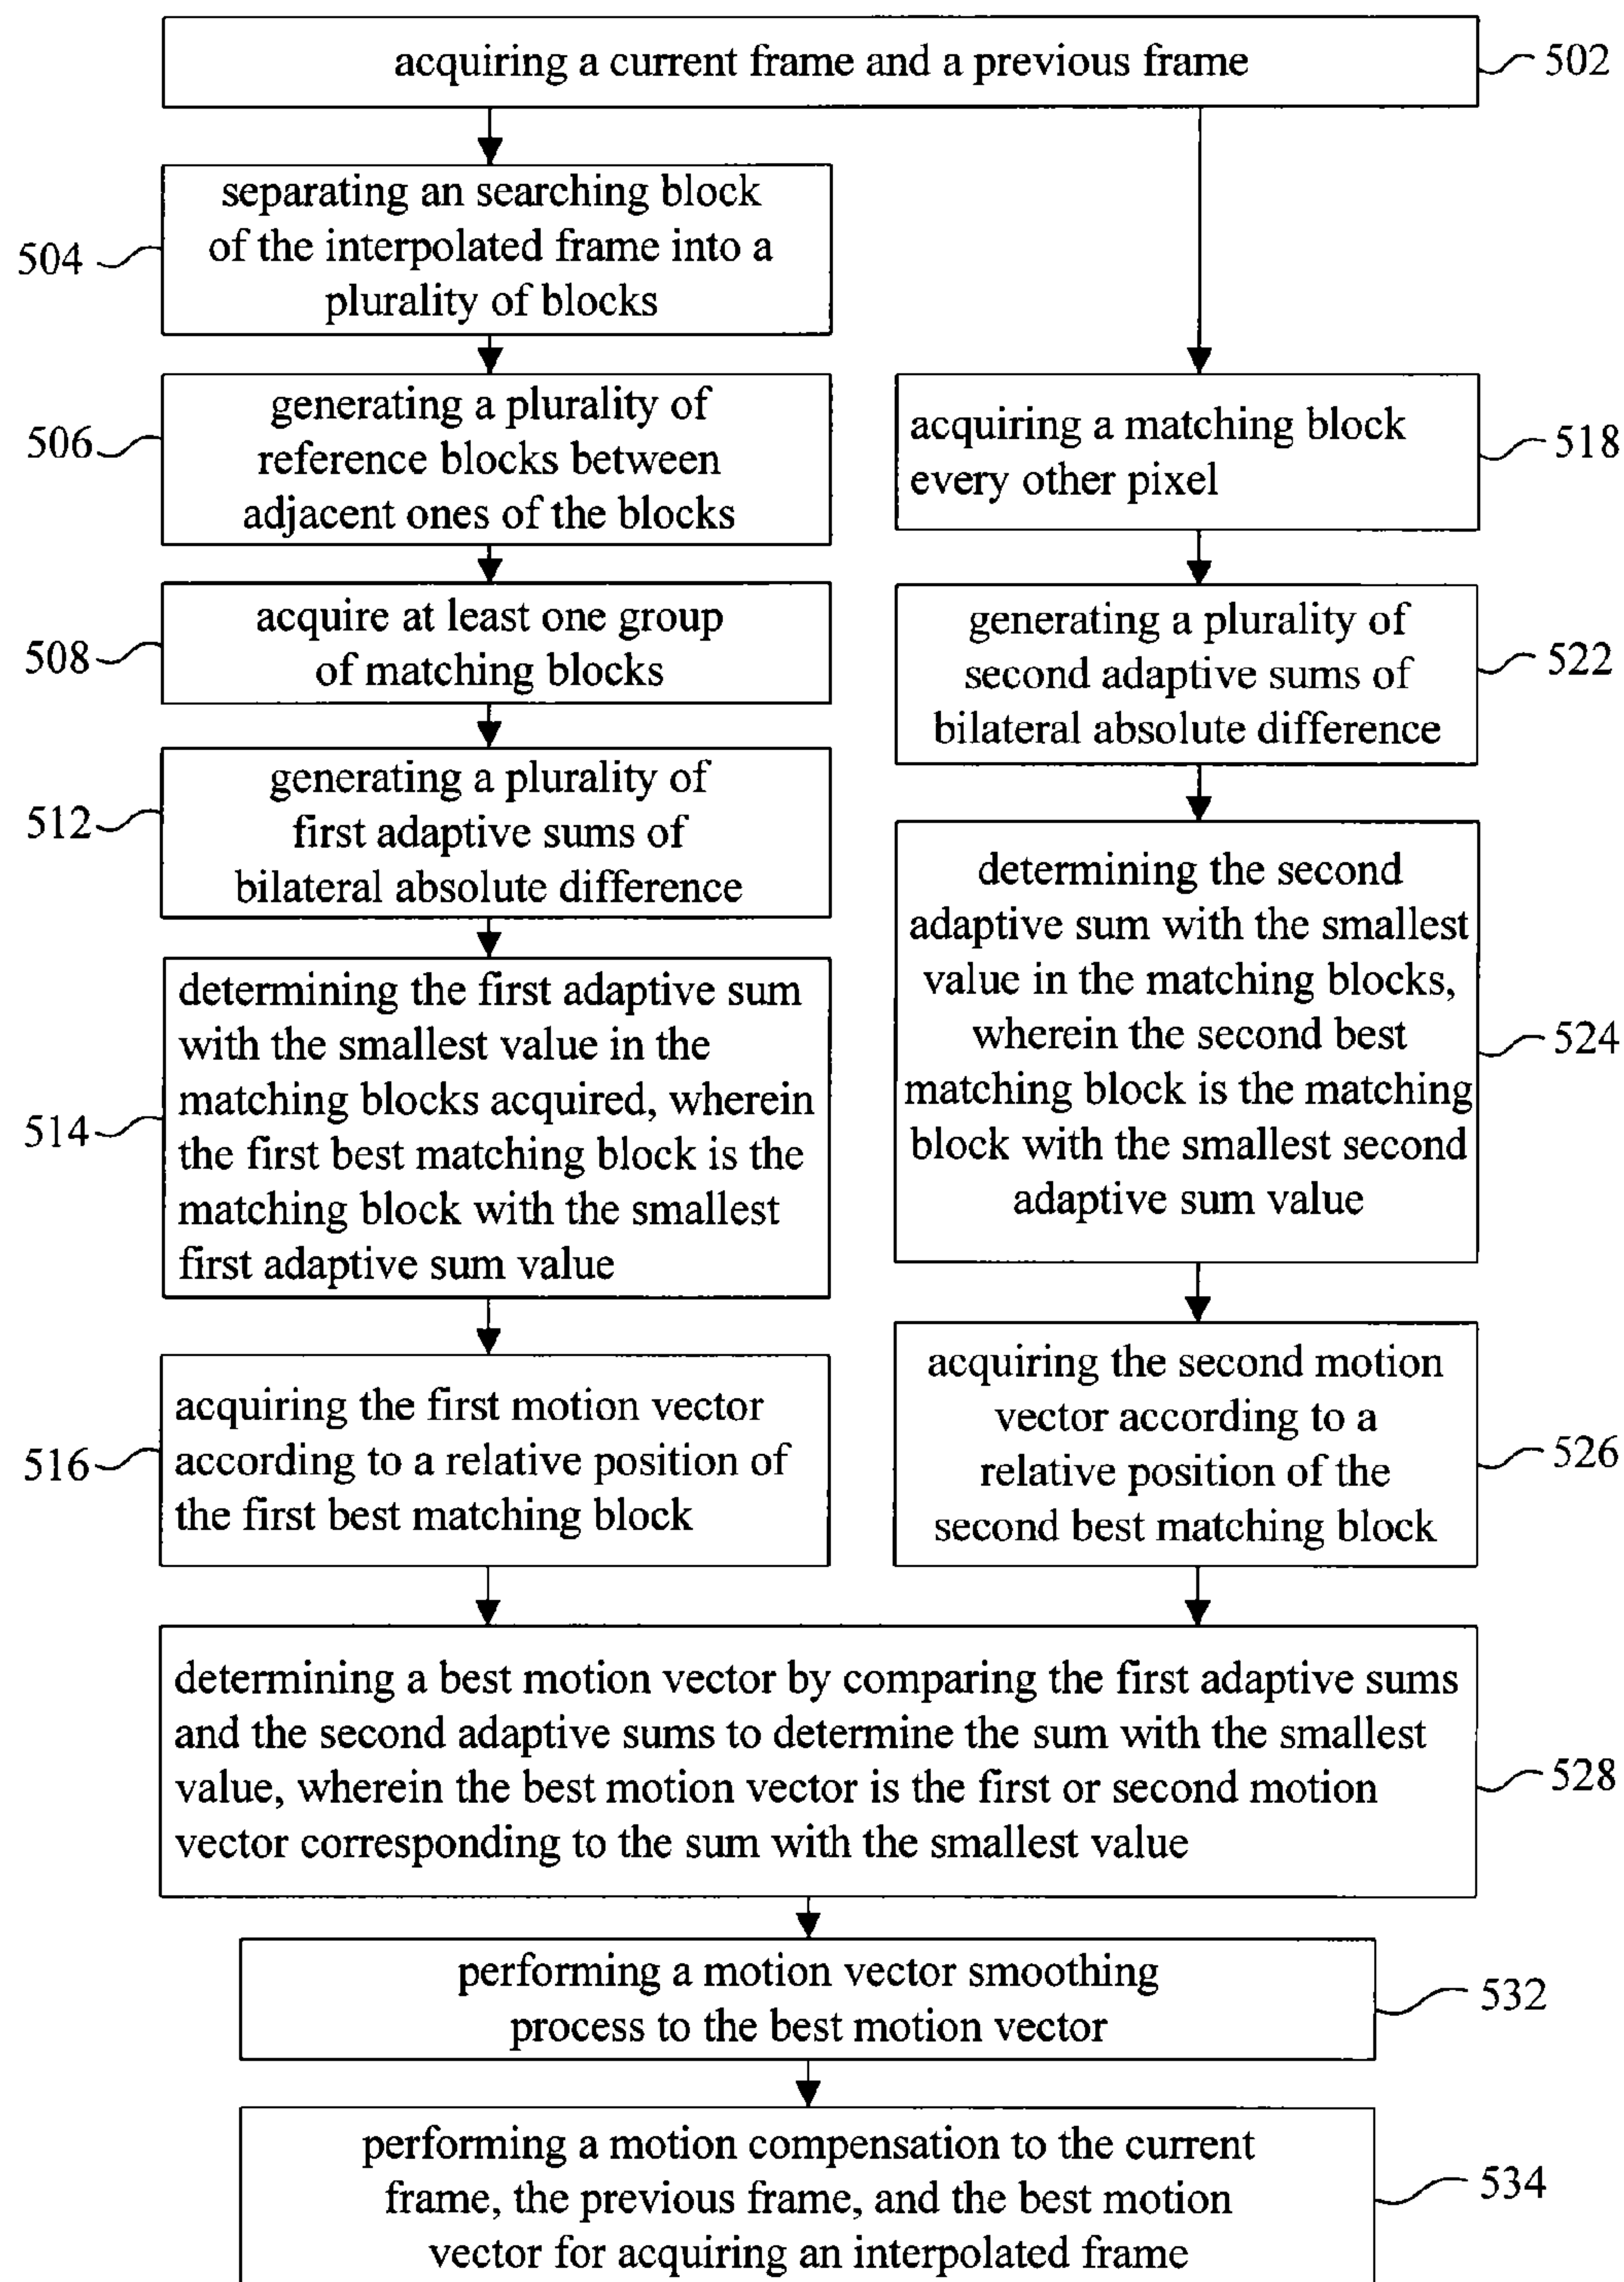 acquiring a current frame and a previous frame
502
separating an searching block
of the interpolated frame into a
plurality of blocks
504
generating a plurality of
reference blocks between
adjacent ones of the blocks
506
acquire at least one group
of matching blocks
508
generating a plurality of
first adaptive sums of
bilateral absolute difference
512
determining the first adaptive sum
with the smallest value in the
matching blocks acquired, wherein
the first best matching block is the
matching block with the smallest
first adaptive sum value
514
acquiring the first motion vector
according to a relative position of
the first best matching block
516
acquiring a matching block
every other pixel
518
generating a plurality of
second adaptive sums of
bilateral absolute difference
522
determining the second
adaptive sum with the smallest
value in the matching blocks,
wherein the second best
matching block is the matching
block with the smallest second
adaptive sum value
524
acquiring the second motion
vector according to a
relative position of the
second best matching block
526
determining a best motion vector by comparing the first adaptive sums
and the second adaptive sums to determine the sum with the smallest
value, wherein the best motion vector is the first or second motion
vector corresponding to the sum with the smallest value
528
performing a motion vector smoothing
process to the best motion vector
532
performing a motion compensation to the current
frame, the previous frame, and the best motion
vector for acquiring an interpolated frame
534